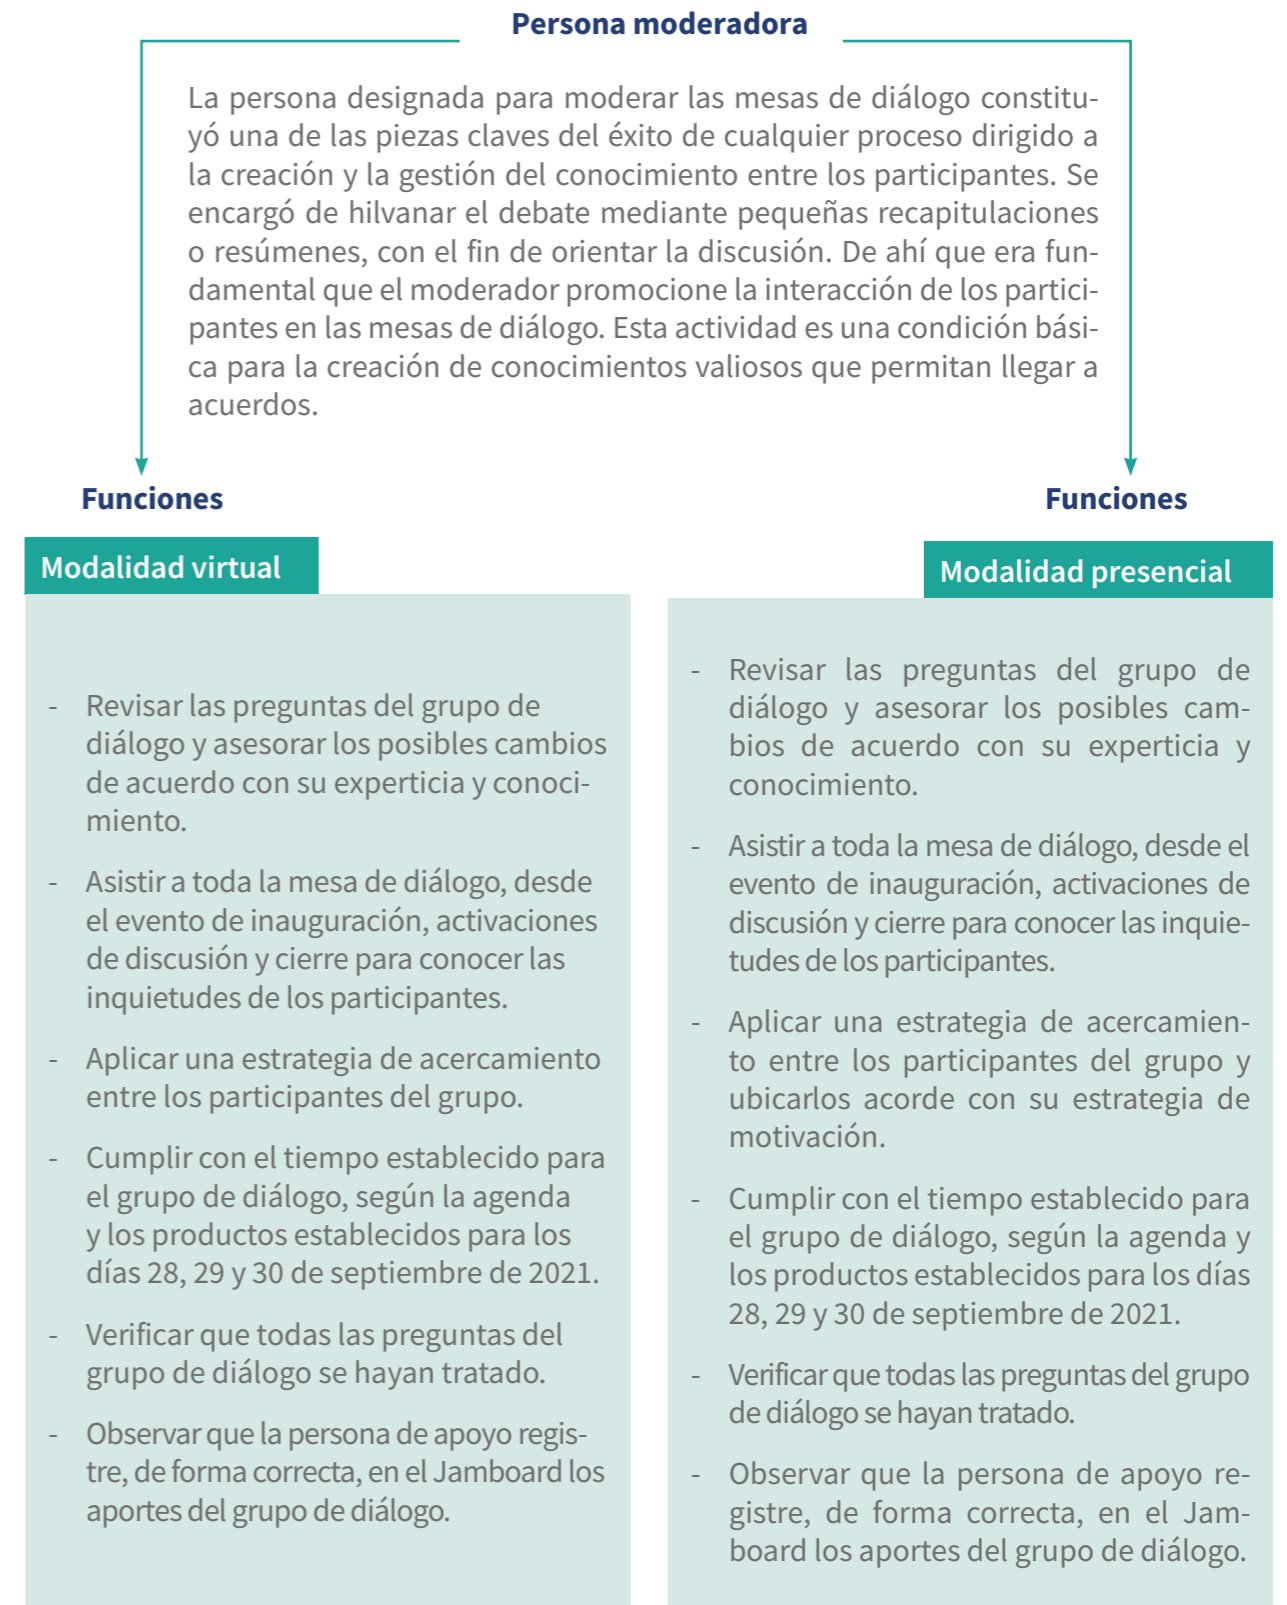 Persona moderadora
La persona designada para moderar las mesas de diálogo constitu-
yó una de las piezas claves del éxito de cualquier proceso dirigido a
la creación y la gestión del conocimiento entre los participantes. Se
encargó de hilvanar el debate mediante pequeñas recapitulaciones
o resúmenes, con el fin de orientar la discusión. De ahí que era fun-
damental que el moderador promocione la interacción de los partici-
pantes en las mesas de diálogo. Esta actividad es una condición bási-
ca para la creación de conocimientos valiosos que permitan llegar a
acuerdos.
Funciones
Modalidad virtual
- Revisar las preguntas del grupo de
diálogo y asesorar los posibles cambios
de acuerdo con su experticia y conoci-
miento.
- Asistir a toda la mesa de diálogo, desde
el evento de inauguración, activaciones
de discusión y cierre para conocer las
inquietudes de los participantes.
- Aplicar una estrategia de acercamiento
entre los participantes del grupo.
- Cumplir con el tiempo establecido para
el grupo de diálogo, según la agenda
y los productos establecidos para los
días 28, 29 y 30 de septiembre de 2021.
- Verificar que todas las preguntas del
grupo de diálogo se hayan tratado.
- Observar que la persona de apoyo regis-
tre, de forma correcta, en el Jamboard los
aportes del grupo de diálogo.
Funciones
Modalidad presencial
- Revisar las preguntas del grupo de
diálogo y asesorar los posibles cam-
bios de acuerdo con su experticia y
conocimiento.
- Asistir a toda la mesa de diálogo, desde el
evento de inauguración, activaciones de
discusión y cierre para conocer las inquie-
tudes de los participantes.
- Aplicar una estrategia de acercamien-
to entre los participantes del grupo y
ubicarlos acorde con su estrategia de
motivación.
- Cumplir con el tiempo establecido para
el grupo de diálogo, según la agenda y
los productos establecidos para los días
28, 29 y 30 de septiembre de 2021.
- Verificar que todas las preguntas del grupo
de diálogo se hayan tratado.
- Observar que la persona de apoyo re-
gistre, de forma correcta, en el Jam-
board los aportes del grupo de diálogo.